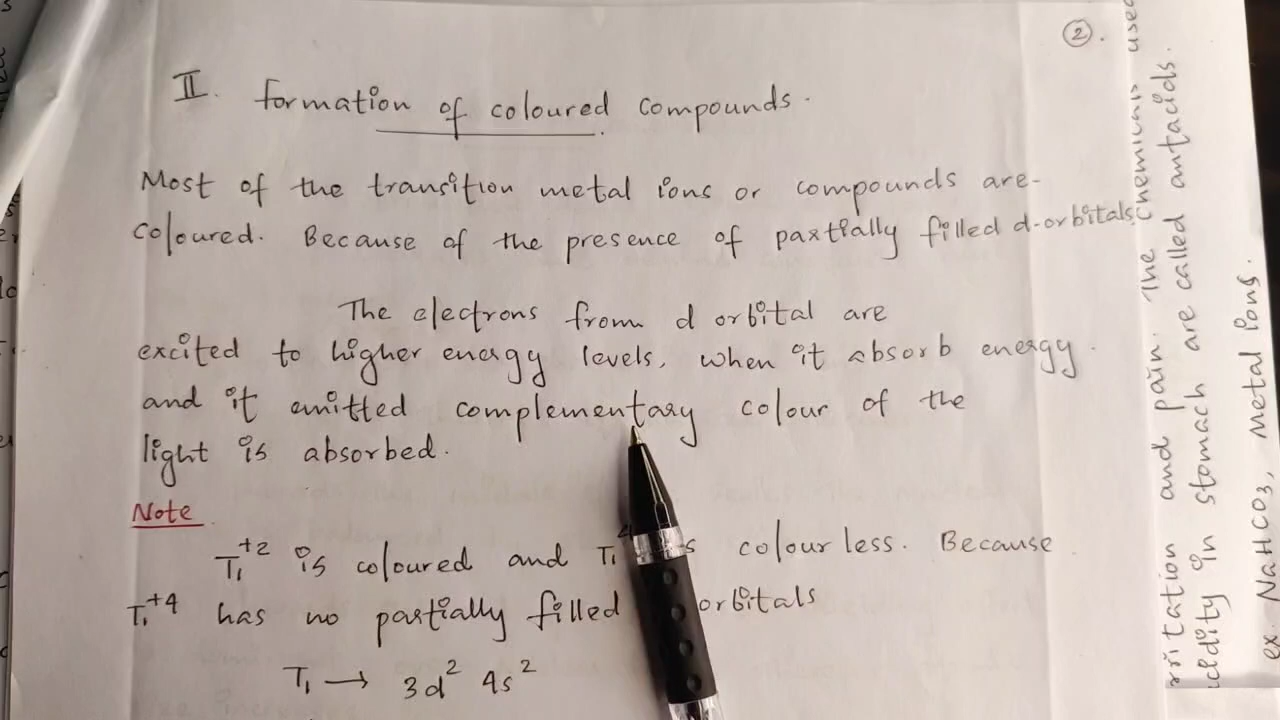 2.
II. Formation of coloured compounds.
Most of the transition metal ions or compounds are-
coloured. Because of the presence of partially filled d-orbitals.
The electrons from d orbital are
excited to higher energy levels, when it absorb energy.
and it emitted complementary colour of the
light is absorbed.
Note
Ti+2 is coloured and Ti colourless. Because
Ti+4 has no partially filled orbitals
Ti → 3d2 4s2
rritation and pain. The chemicals used
cidity in stomach are called antacids.
ex. NaHCO3, metal ions.